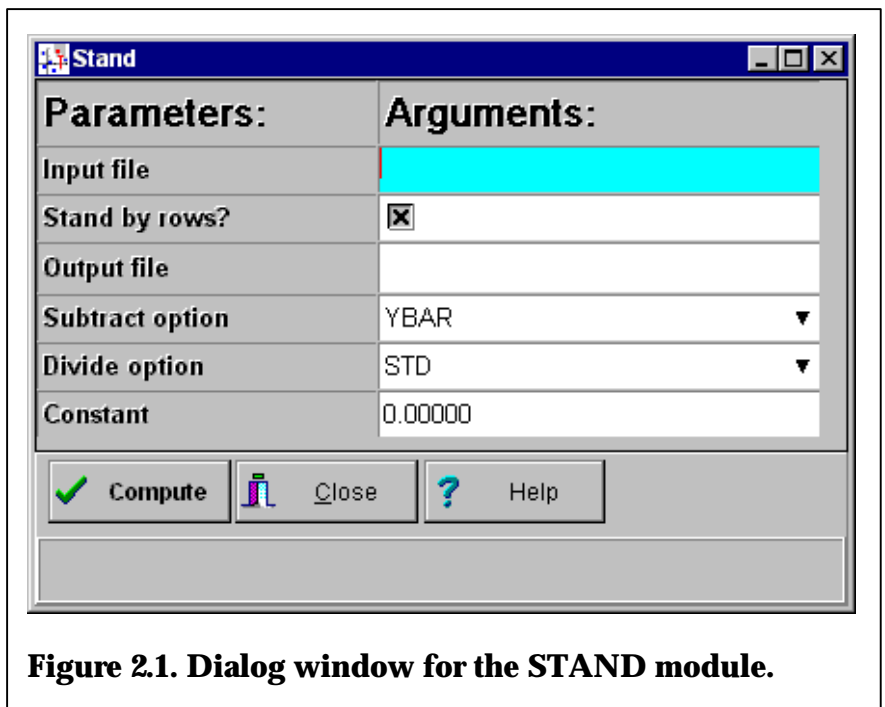 Stand
Parameters: Arguments:
Input file
Stand by rows?
Output file
Subtract option YBAR
Divide option STD
Constant 0.00000
Compute Close Help
Figure 2.1. Dialog window for the STAND module.